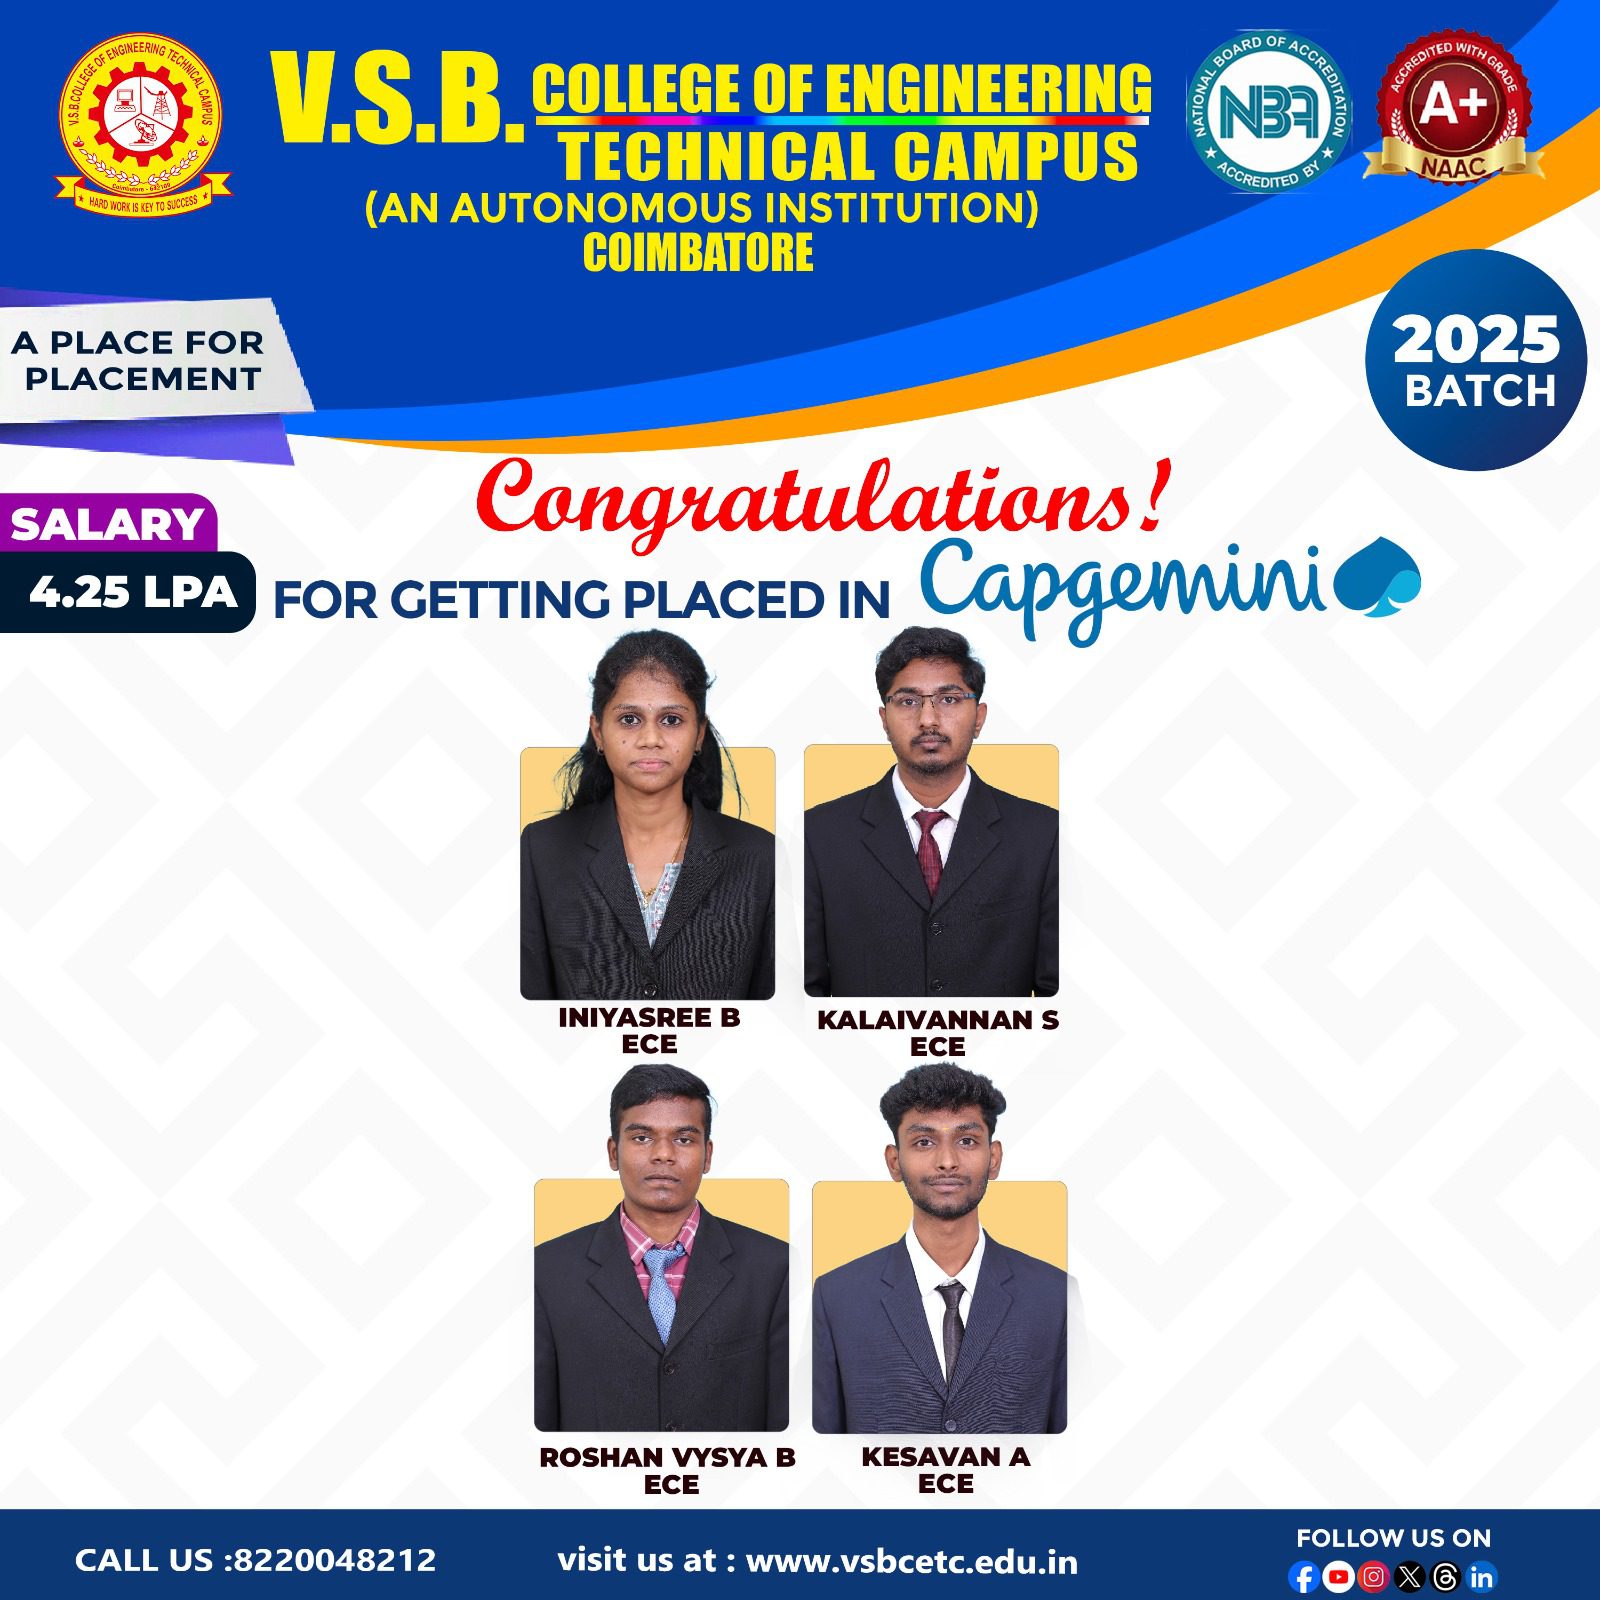 V.S.B.COLLEGE OF ENGINEERING TECHNICAL CAMPUS
Coimbatore - 642109
★ HARD WORK IS KEY TO SUCCESS ★
V.S.B. COLLEGE OF ENGINEERING
TECHNICAL CAMPUS
(AN AUTONOMOUS INSTITUTION)
COIMBATORE
NATIONAL BOARD OF ACCREDITATION
NBA
★ ACCREDITED BY ★
ACCREDITED WITH GRADE
A+
NAAC
A PLACE FOR
PLACEMENT
2025
BATCH
SALARY
4.25 LPA
Congratulations!
FOR GETTING PLACED IN Capgemini
INIYASREE B
ECE
KALAIVANNAN S
ECE
ROSHAN VYSYA B
ECE
KESAVAN A
ECE
CALL US :8220048212
visit us at : www.vsbcetc.edu.in
FOLLOW US ON